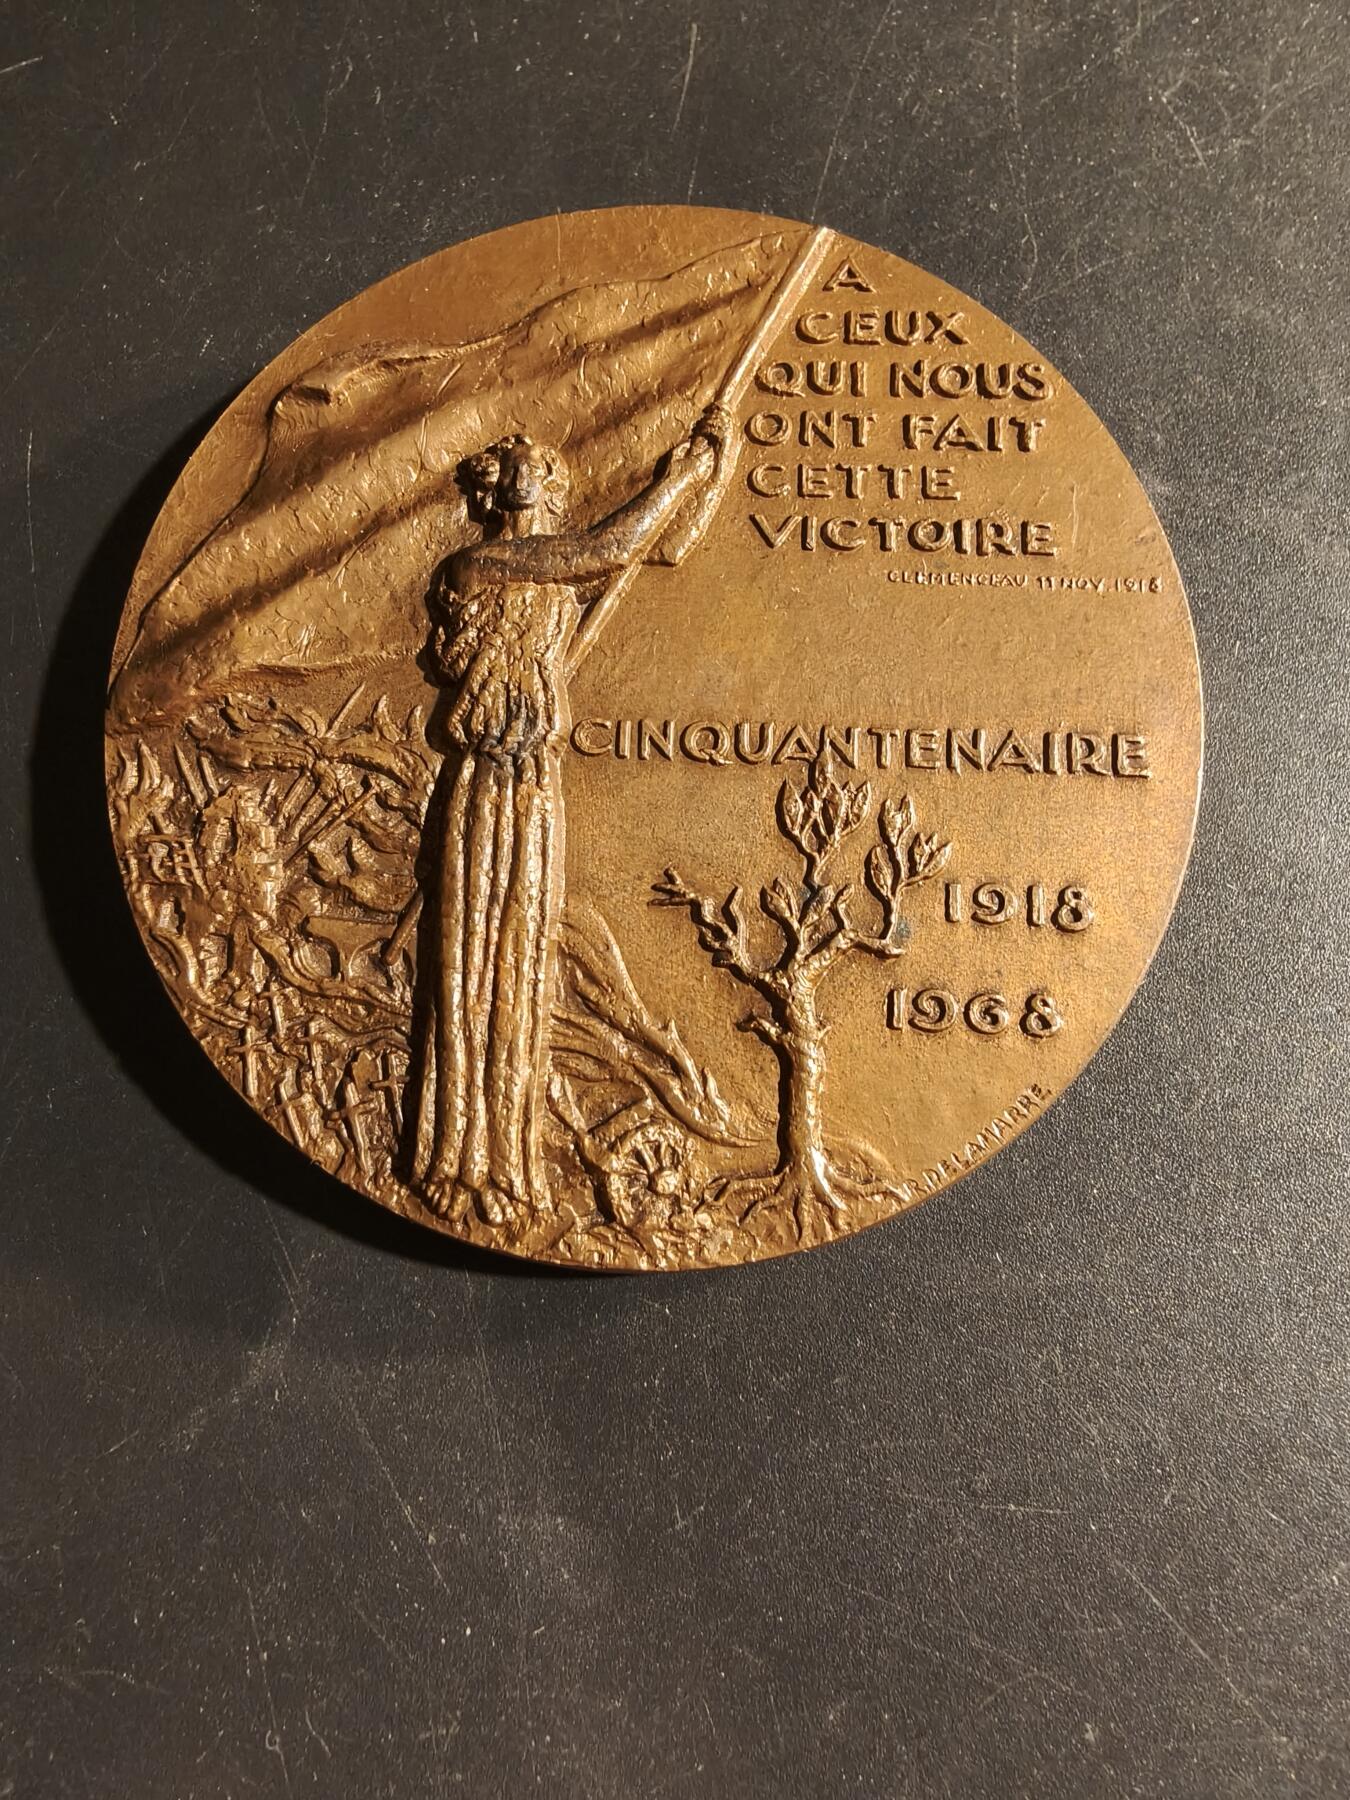 A
CEUX
QUI NOUS
ONT FAIT
CETTE
VICTOIRE
CLEMENCEAU 11 NOV. 1918
CINQUANTENAIRE
1918
1968
R.DELAMARRE